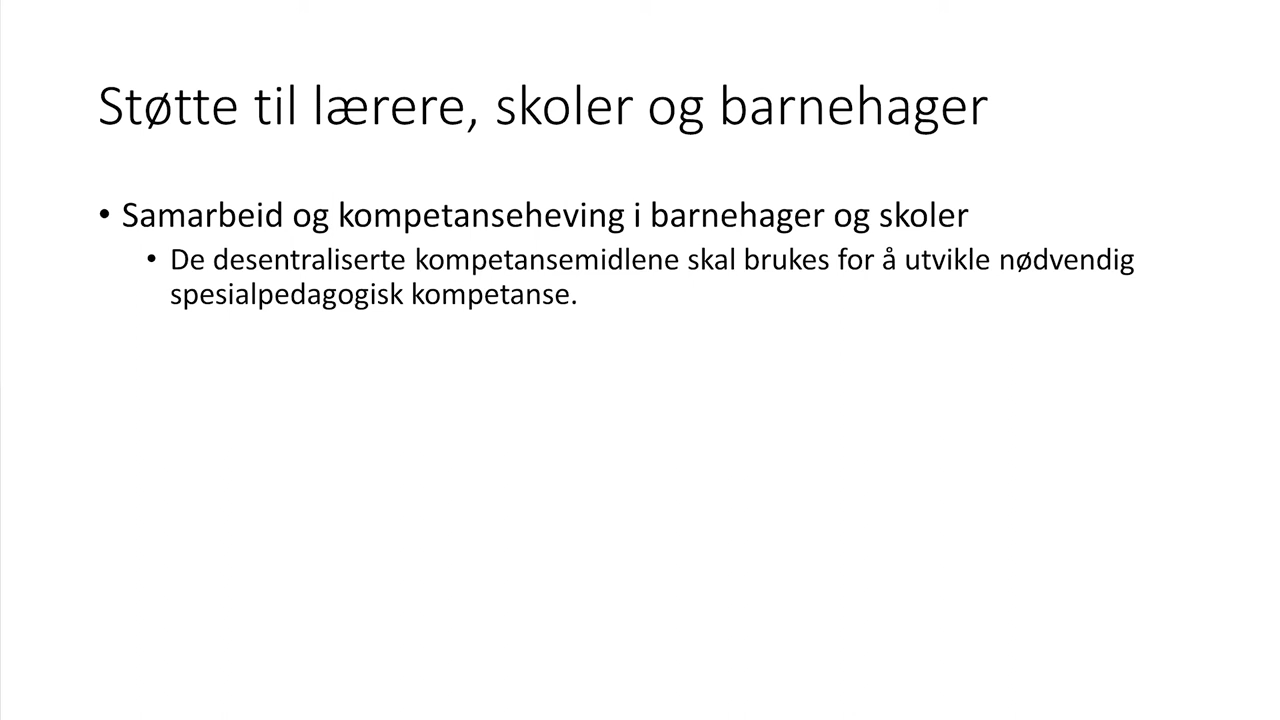 Støtte til lærere, skoler og barnehager
• Samarbeid og kompetanseheving i barnehager og skoler
• De desentraliserte kompetansemidlene skal brukes for å utvikle nødvendig
spesialpedagogisk kompetanse.